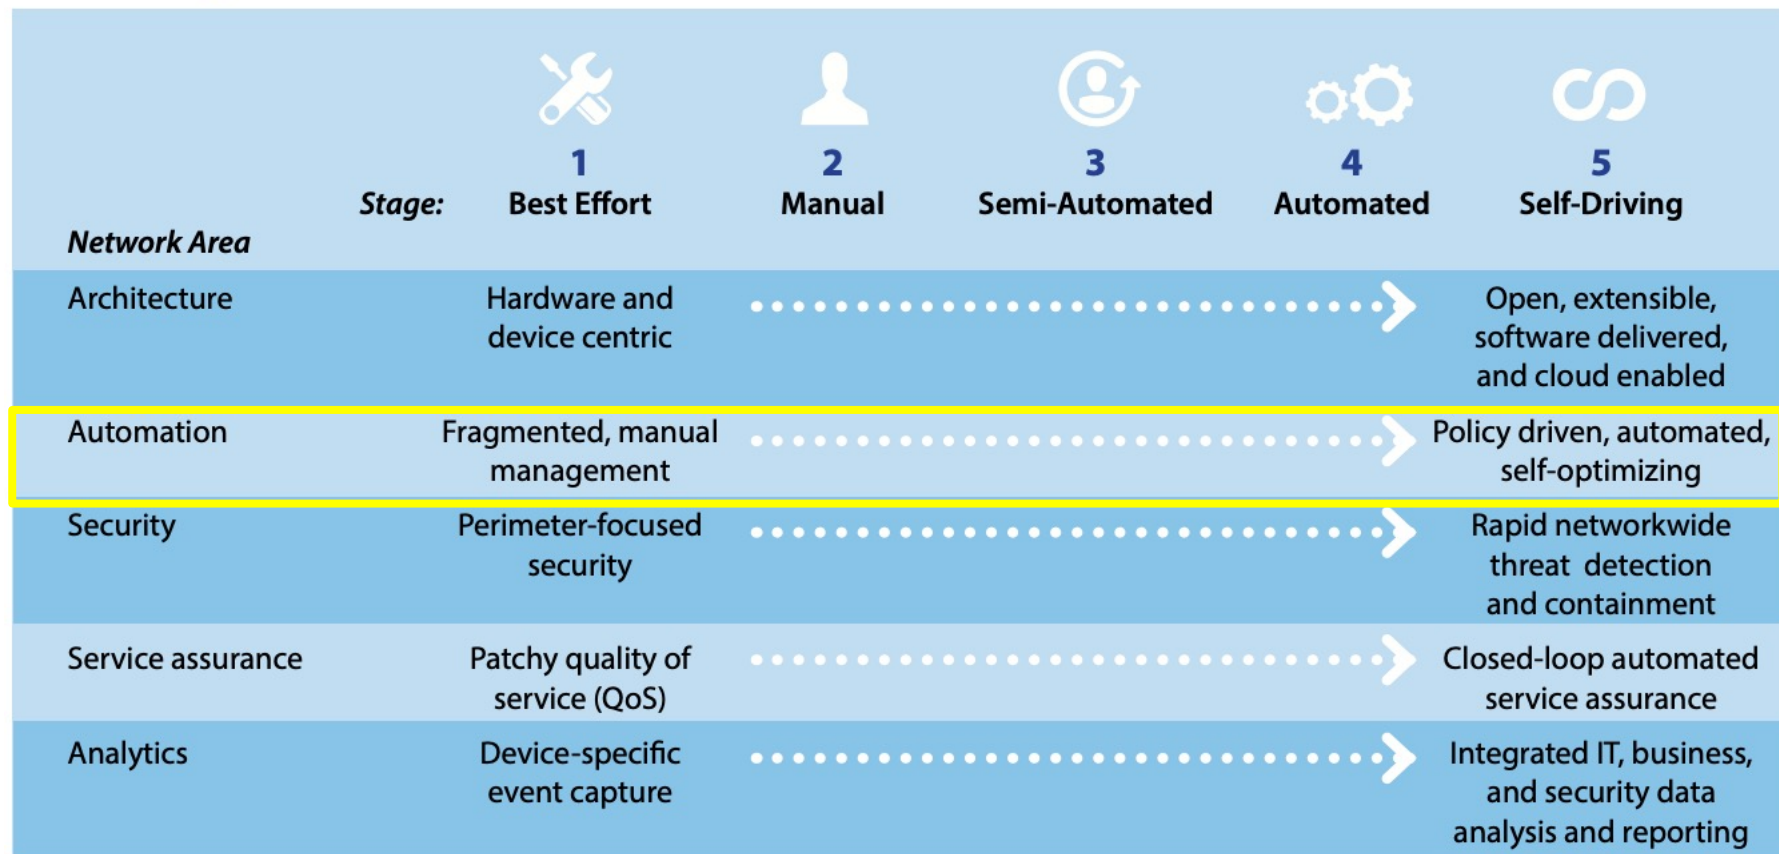 1 2 3 4 5
Stage: Best Effort Manual Semi-Automated Automated Self-Driving
Network Area
Architecture Hardware and Open, extensible,
device centric software delivered,
and cloud enabled
Automation Fragmented, manual Policy driven, automated,
management self-optimizing
Security Perimeter-focused Rapid networkwide
security threat detection
and containment
Service assurance Patchy quality of Closed-loop automated
service (QoS) service assurance
Analytics Device-specific Integrated IT, business,
event capture and security data
analysis and reporting